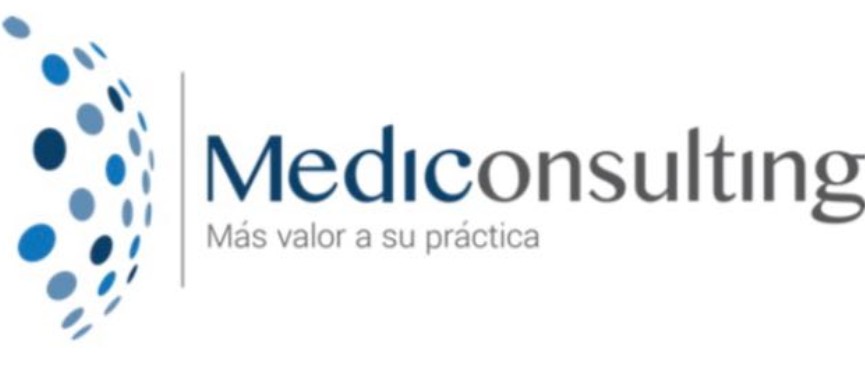 Mediconsulting
Más valor a su práctica